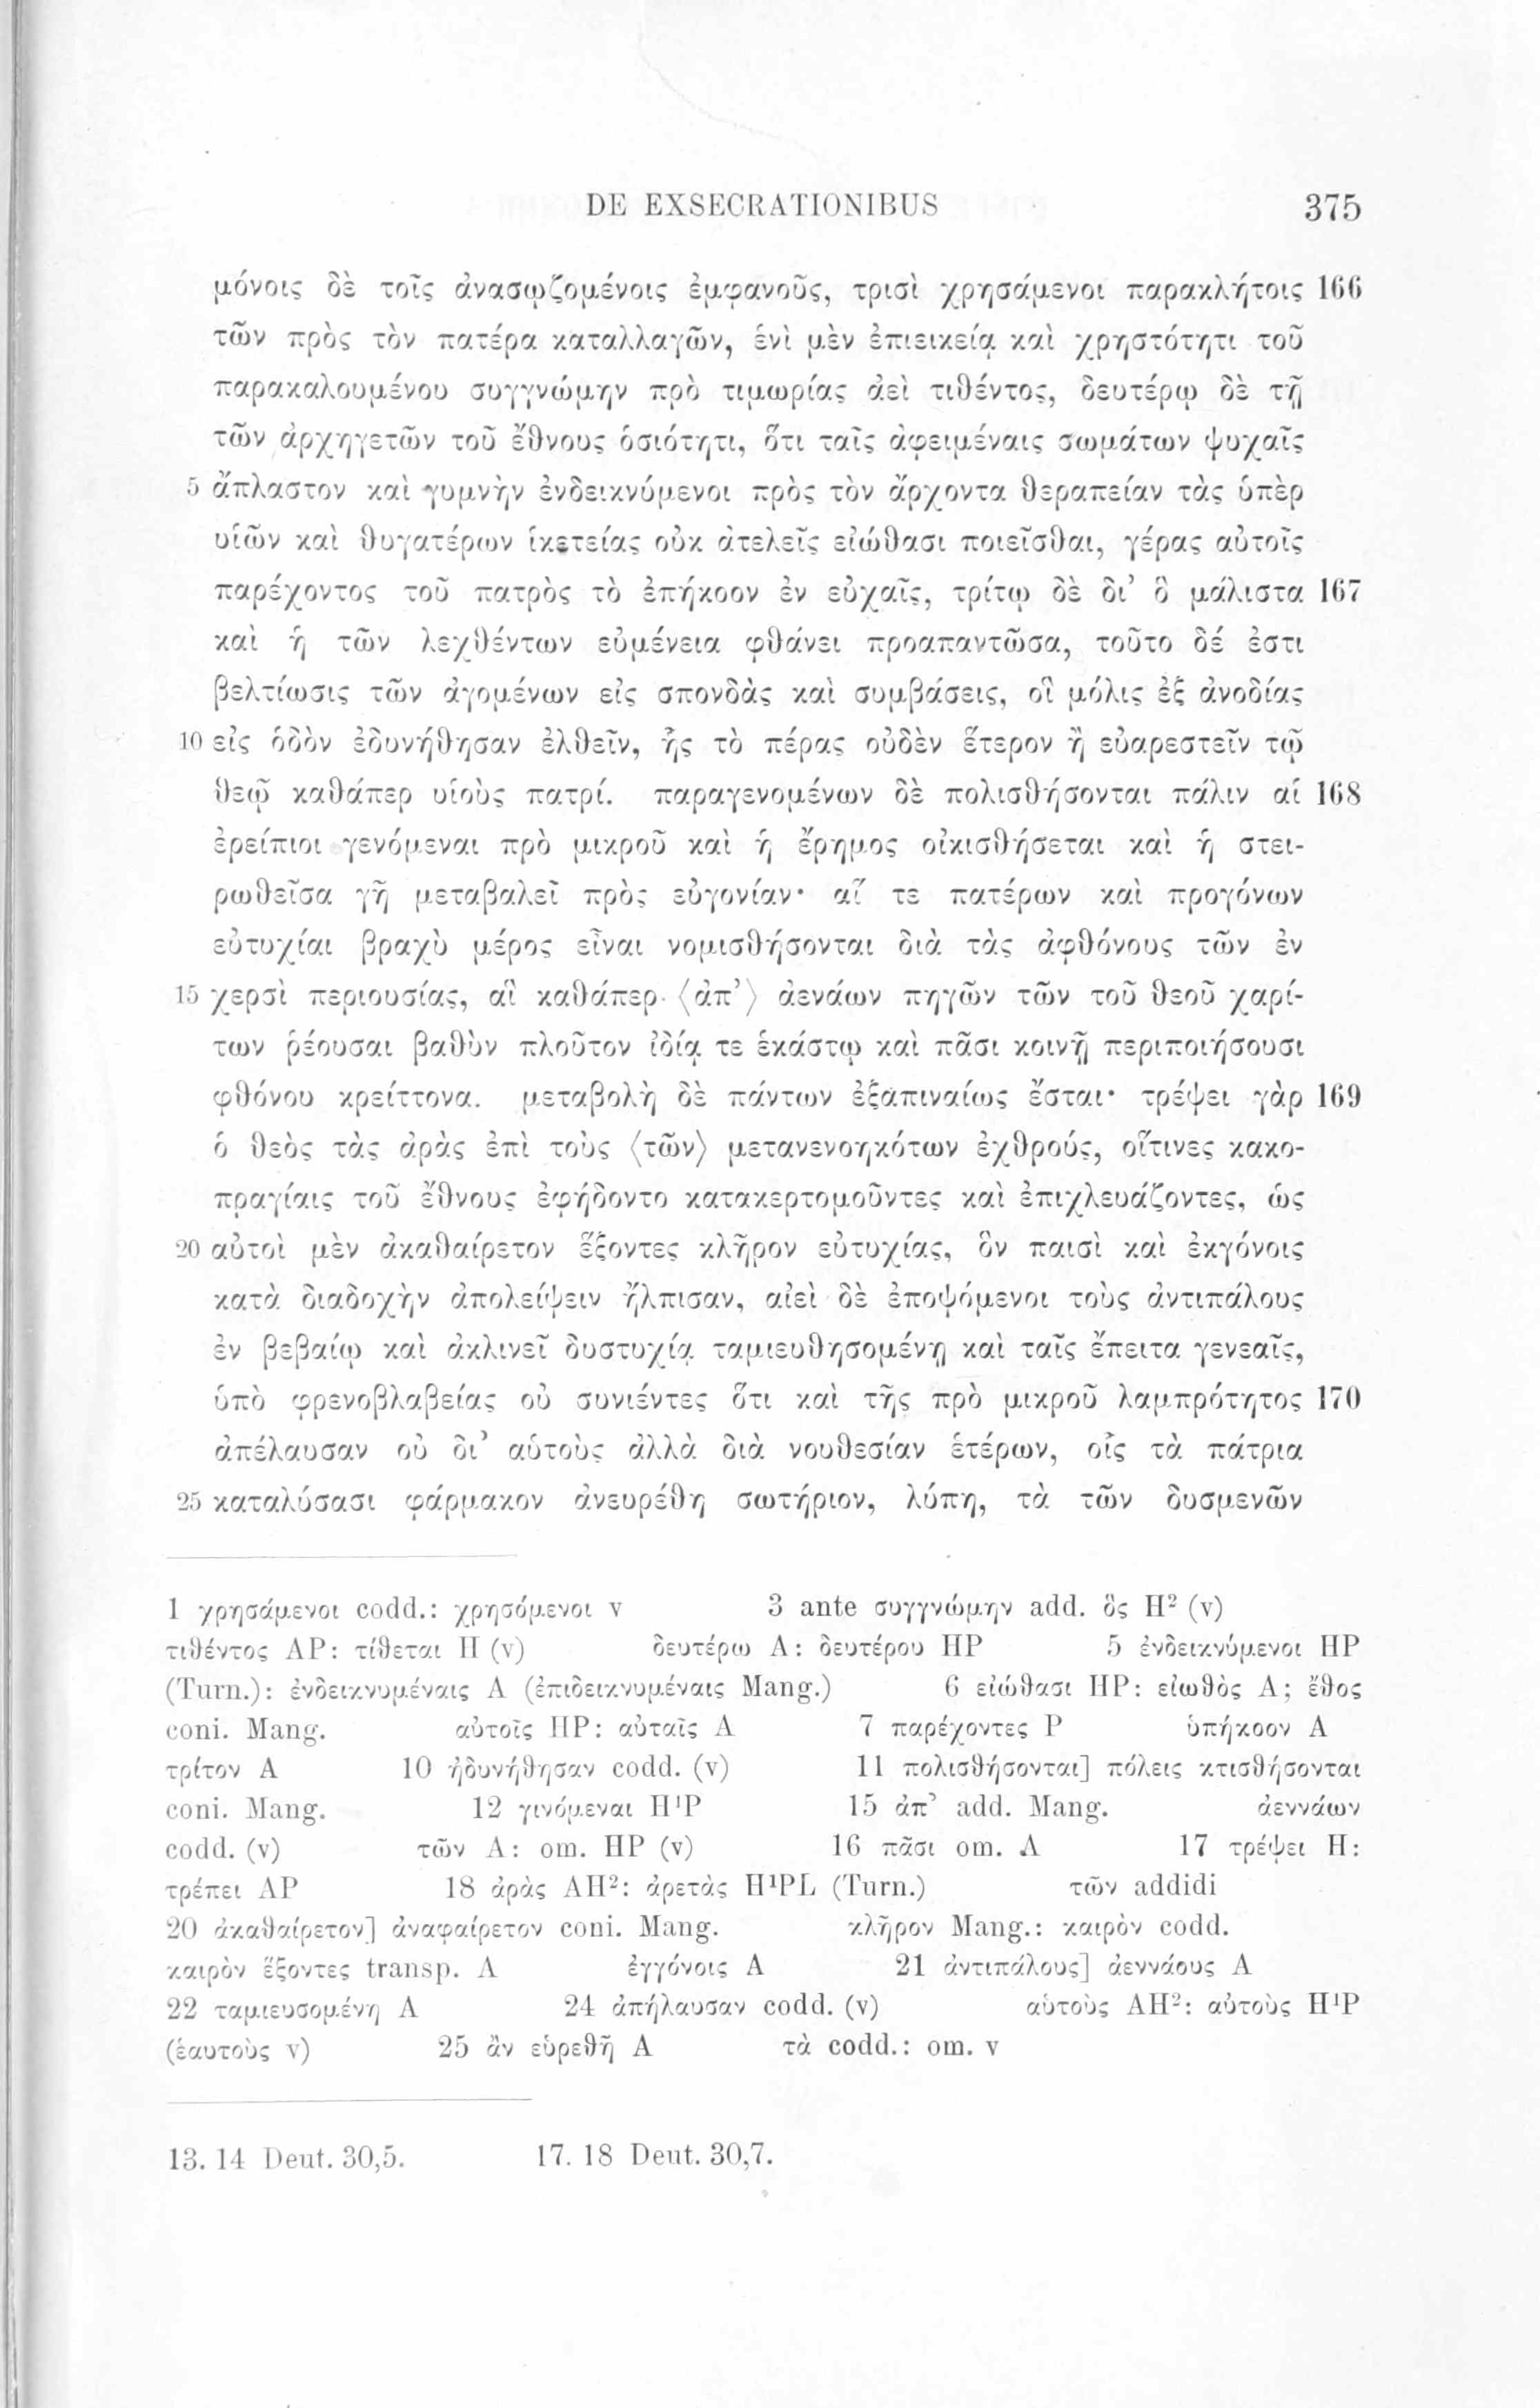 DE EXSECRATIONIBUS 375
μόνοις δὲ τοῖς ἀνασῳζομένοις ἐμφανοῦς, τρισὶ χρησάμενοι παρακλήτοις 166
τῶν πρὸς τὸν πατέρα καταλλαγῶν, ἑνὶ μὲν ἐπιεικείᾳ καὶ χρηστότητι τοῦ
παρακαλουμένου συγγνώμην πρὸ τιμωρίας ἀεὶ τιθέντος, δευτέρῳ δὲ τῇ
τῶν ἀρχηγετῶν τοῦ ἔθνους ὁσιότητι, ὅτι ταῖς ἀφειμέναις σωμάτων ψυχαῖς
5 ἄπλαστον καὶ γυμνὴν ἐνδεικνύμενοι πρὸς τὸν ἄρχοντα θεραπείαν τὰς ὑπὲρ
υἱῶν καὶ θυγατέρων ἱκετείας οὐκ ἀτελεῖς εἰώθασι ποιεῖσθαι, γέρας αὐτοῖς
παρέχοντος τοῦ πατρὸς τὸ ἐπήκοον ἐν εὐχαῖς, τρίτῳ δὲ δι’ ὃ μάλιστα 167
καὶ ἡ τῶν λεχθέντων εὐμένεια φθάνει προαπαντῶσα, τοῦτο δέ ἐστι
βελτίωσις τῶν ἀγομένων εἰς σπονδὰς καὶ συμβάσεις, οἳ μόλις ἐξ ἀνοδίας
10 εἰς ὁδὸν ἐδυνήθησαν ἐλθεῖν, ἧς τὸ πέρας οὐδὲν ἕτερον ἢ εὐαρεστεῖν τῷ
θεῷ καθάπερ υἱοὺς πατρί. παραγενομένων δὲ πολισθήσονται πάλιν αἱ 168
ἐρείπιοι γενόμεναι πρὸ μικροῦ καὶ ἡ ἔρημος οἰκισθήσεται καὶ ἡ στει-
ρωθεῖσα γῆ μεταβαλεῖ πρὸς εὐγονίαν· αἵ τε πατέρων καὶ προγόνων
εὐτυχίαι βραχὺ μέρος εἶναι νομισθήσονται διὰ τὰς ἀφθόνους τῶν ἐν
15 χερσὶ περιουσίας, αἳ καθάπερ ⟨ἀπ’⟩ ἀενάων πηγῶν τῶν τοῦ θεοῦ χαρί-
των ῥέουσαι βαθὺν πλοῦτον ἰδίᾳ τε ἑκάστῳ καὶ πᾶσι κοινῇ περιποιήσουσι
φθόνου κρείττονα. μεταβολὴ δὲ πάντων ἐξαπιναίως ἔσται· τρέψει γὰρ 169
ὁ θεὸς τὰς ἀρὰς ἐπὶ τοὺς ⟨τῶν⟩ μετανενοηκότων ἐχθρούς, οἵτινες κακο-
πραγίαις τοῦ ἔθνους ἐφήδοντο κατακερτομοῦντες καὶ ἐπιχλευάζοντες, ὡς
20 αὐτοὶ μὲν ἀκαθαίρετον ἕξοντες κλῆρον εὐτυχίας, ὃν παισὶ καὶ ἐκγόνοις
κατὰ διαδοχὴν ἀπολείψειν ἤλπισαν, αἰεὶ δὲ ἐποψόμενοι τοὺς ἀντιπάλους
ἐν βεβαίῳ καὶ ἀκλινεῖ δυστυχίᾳ ταμιευθησομένῃ καὶ ταῖς ἔπειτα γενεαῖς,
ὑπὸ φρενοβλαβείας οὐ συνιέντες ὅτι καὶ τῆς πρὸ μικροῦ λαμπρότητος 170
ἀπέλαυσαν οὐ δι’ αὑτοὺς ἀλλὰ διὰ νουθεσίαν ἑτέρων, οἷς τὰ πάτρια
25 καταλύσασι φάρμακον ἀνευρέθη σωτήριον, λύπη, τὰ τῶν δυσμενῶν
1 χρησάμενοι codd.: χρησόμενοι v 3 ante συγγνώμην add. ὃς H² (v)
τιθέντος AP: τίθεται H (v) δευτέρω A: δευτέρου HP 5 ἐνδεικνύμενοι HP
(Turn.): ἐνδεικνυμέναις A (ἐπιδεικνυμέναις Mang.) 6 εἰώθασι HP: εἰωθὸς A; ἔθος
coni. Mang. αὐτοῖς HP: αὐταῖς A 7 παρέχοντες P ὑπήκοον A
τρίτον A 10 ἠδυνήθησαν codd. (v) 11 πολισθήσονται] πόλεις κτισθήσονται
coni. Mang. 12 γινόμεναι H¹P 15 ἀπ’ add. Mang. ἀεννάων
codd. (v) τῶν A: om. HP (v) 16 πᾶσι om. A 17 τρέψει H:
τρέπει AP 18 ἀρὰς AH²: ἀρετὰς H¹PL (Turn.) τῶν addidi
20 ἀκαθαίρετον] ἀναφαίρετον coni. Mang. κλῆρον Mang.: καιρὸν codd.
καιρὸν ἕξοντες transp. A ἐγγόνοις A 21 ἀντιπάλους] ἀεννάους A
22 ταμιευσομένη A 24 ἀπήλαυσαν codd. (v) αὑτοὺς AH²: αὐτοὺς H¹P
(ἑαυτοὺς v) 25 ἂν εὑρεθῆ A τὰ codd.: om. v
13. 14 Deut. 30,5. 17. 18 Deut. 30,7.